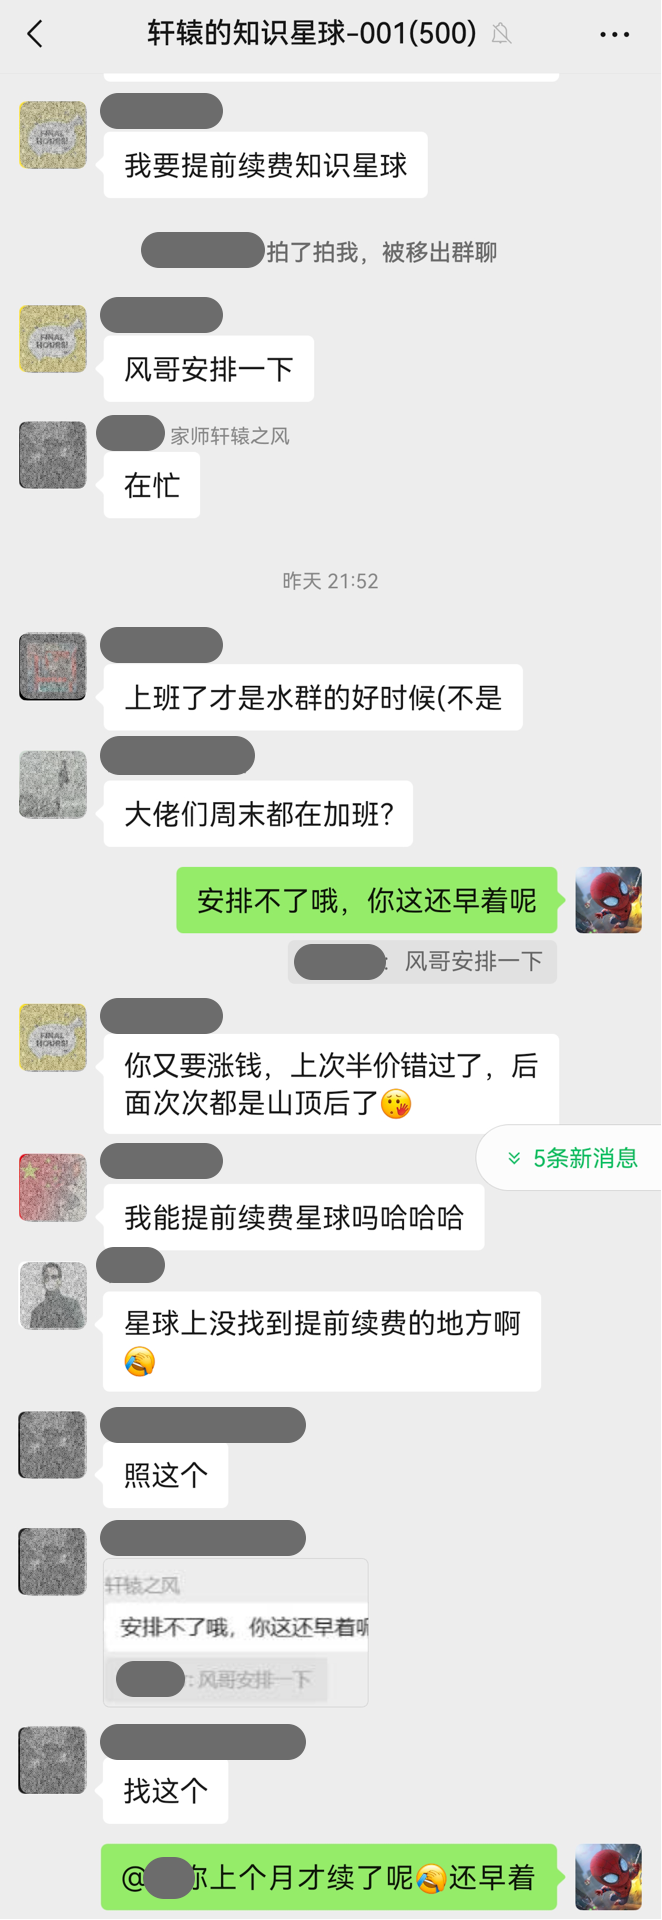 轩辕的知识星球-001(500)
FINAL
HOURS!
我要提前续费知识星球
拍了拍我，被移出群聊
FINAL
HOURS!
风哥安排一下
家师轩辕之风
在忙
昨天 21:52
上班了才是水群的好时候(不是
大佬们周末都在加班?
安排不了哦，你这还早着呢
: 风哥安排一下
FINAL
HOURS!
你又要涨钱，上次半价错过了，后
面次次都是山顶后了🤭
5条新消息
我能提前续费星球吗哈哈哈
星球上没找到提前续费的地方啊
🤣
照这个
轩辕之风
安排不了哦，你这还早着呢
: 风哥安排一下
找这个
@你上个月才续了呢🤣还早着